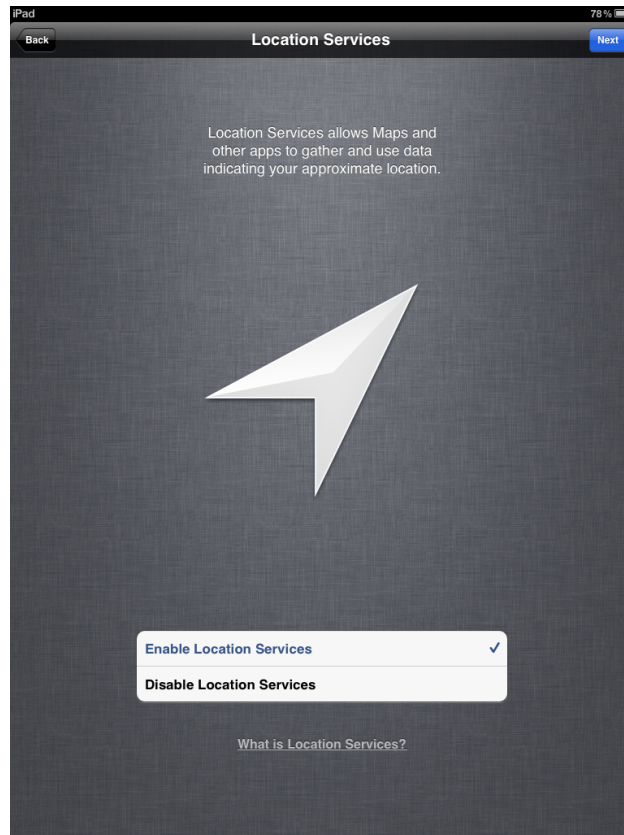 iPad
78%
Back
Location Services
Next
Location Services allows Maps and
other apps to gather and use data
indicating your approximate location.
Enable Location Services
Disable Location Services
What is Location Services?